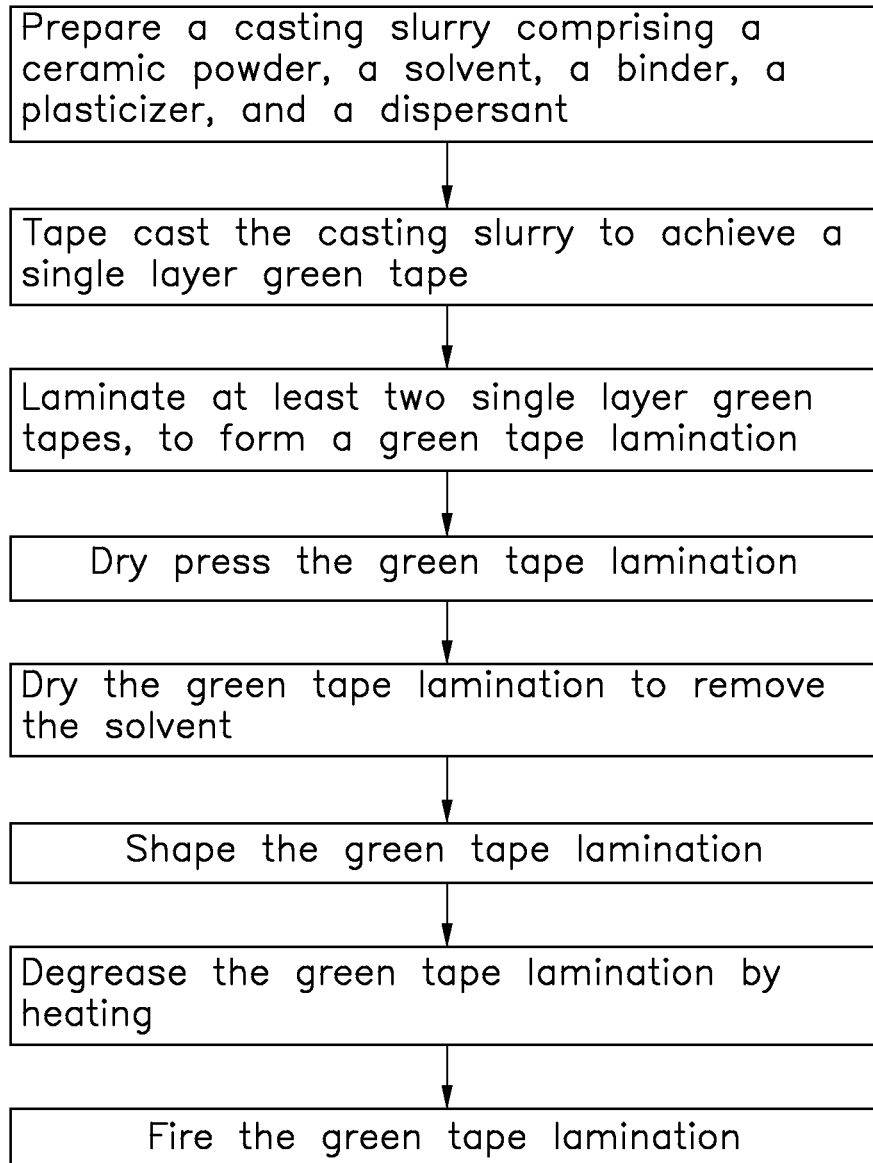 Prepare a casting slurry comprising a
ceramic powder, a solvent, a binder, a
plasticizer, and a dispersant
Tape cast the casting slurry to achieve a
single layer green tape
Laminate at least two single layer green
tapes, to form a green tape lamination
Dry press the green tape lamination
Dry the green tape lamination to remove
the solvent
Shape the green tape lamination
Degrease the green tape lamination by
heating
Fire the green tape lamination